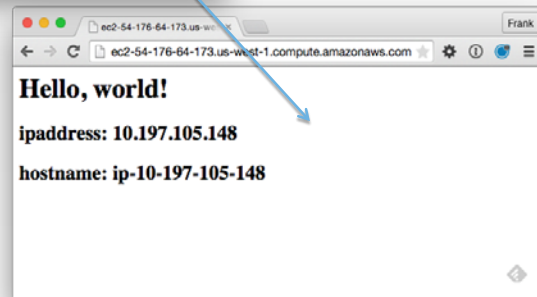 ec2-54-176-64-173.us-we
Frank
ec2-54-176-64-173.us-west-1.compute.amazonaws.com
Hello, world!
ipaddress: 10.197.105.148
hostname: ip-10-197-105-148